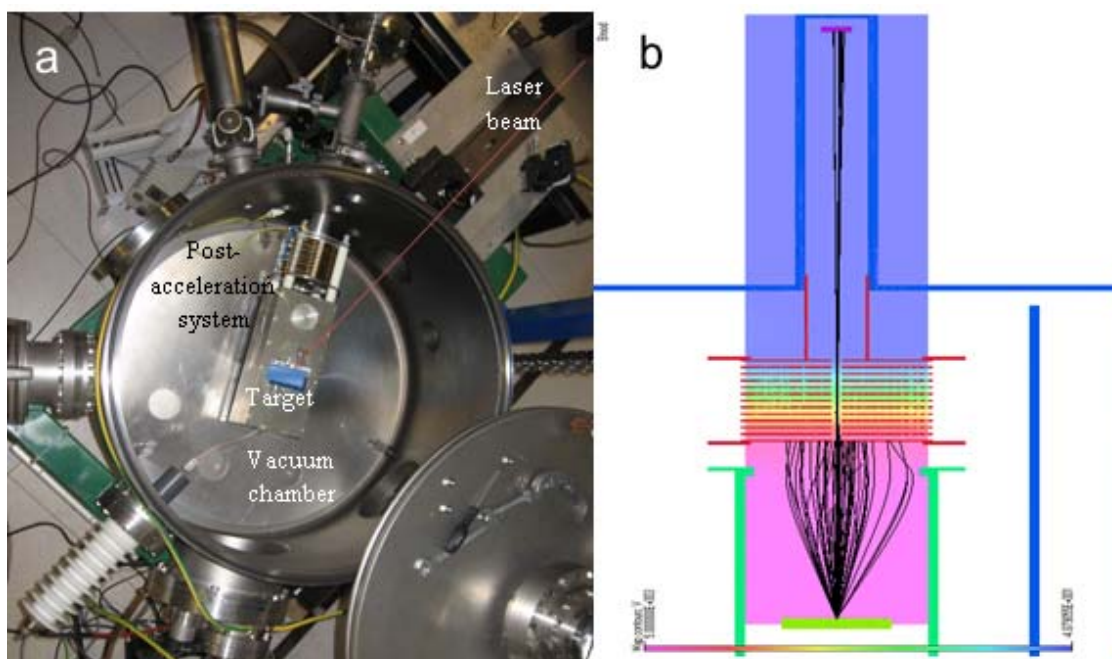 a
Laser
beam
Post-
acceleration
system
Target
Vacuum
chamber
b